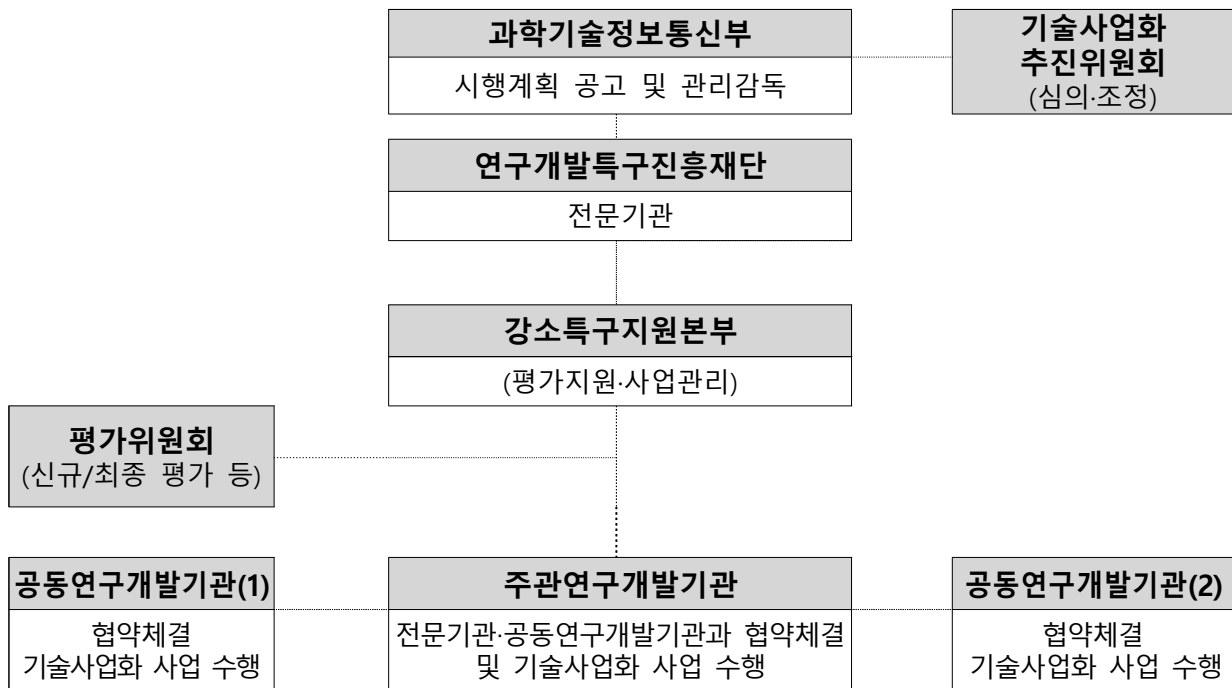 과학기술정보통신부
시행계획 공고 및 관리감독
기술사업화
추진위원회
(심의·조정)
연구개발특구진흥재단
전문기관
강소특구지원본부
(평가지원·사업관리)
평가위원회
(신규/최종 평가 등)
공동연구개발기관(1)
협약체결
기술사업화 사업 수행
주관연구개발기관
전문기관·공동연구개발기관과 협약체결
및 기술사업화 사업 수행
공동연구개발기관(2)
협약체결
기술사업화 사업 수행